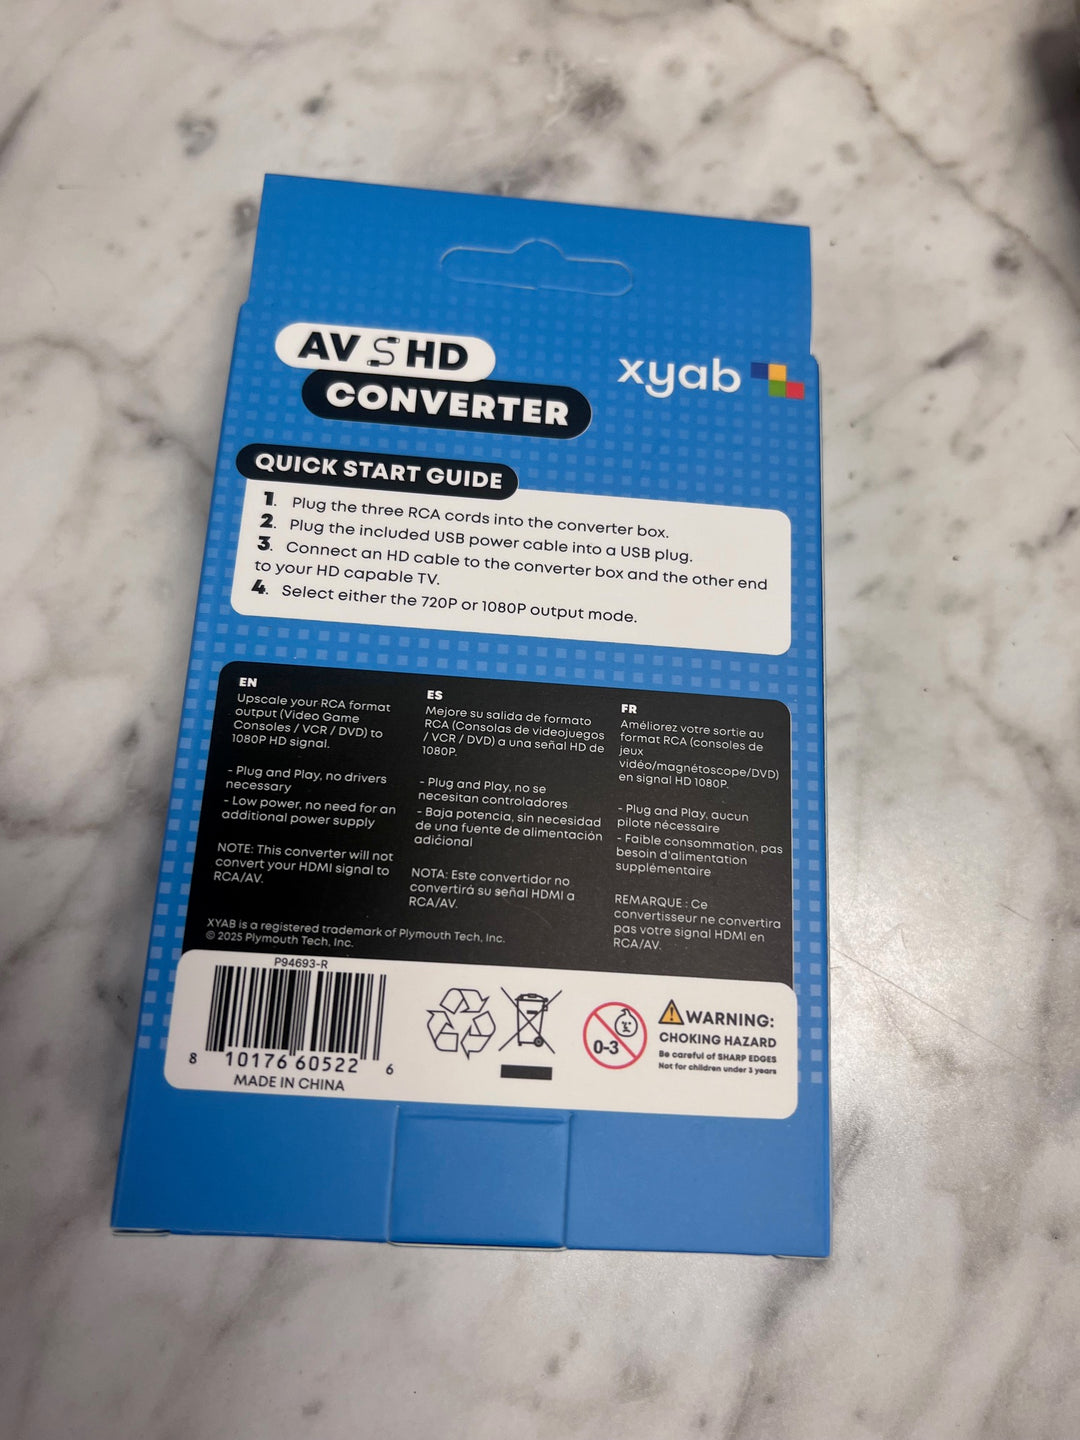 AV HD
CONVERTER
xyab
QUICK START GUIDE
1. Plug the three RCA cords into the converter box.
2. Plug the included USB power cable into a USB plug.
3. Connect an HD cable to the converter box and the other end
to your HD capable TV.
4. Select either the 720P or 1080P output mode.
EN
Upscale your RCA format
output (Video Game
Consoles / VCR / DVD) to
1080P HD signal.
- Plug and Play, no drivers
necessary
- Low power, no need for an
additional power supply
NOTE: This converter will not
convert your HDMI signal to
RCA/AV.
ES
Mejore su salida de formato
RCA (Consolas de videojuegos
/ VCR / DVD) a una señal HD de
1080P.
- Plug and Play, no se
necesitan controladores
- Baja potencia, sin necesidad
de una fuente de alimentación
adicional
NOTA: Este convertidor no
convertirá su señal HDMI a
RCA/AV.
FR
Améliorez votre sortie au
format RCA (consoles de
jeux
vidéo/magnétoscope/DVD)
en signal HD 1080P.
- Plug and Play, aucun
pilote nécessaire
- Faible consommation, pas
besoin d'alimentation
supplémentaire
REMARQUE : Ce
convertisseur ne convertira
pas votre signal HDMI en
RCA/AV.
XYAB is a registered trademark of Plymouth Tech, Inc.
© 2025 Plymouth Tech, Inc.
P94693-R
8 10176 60522 6
MADE IN CHINA
0-3
WARNING:
CHOKING HAZARD
Be careful of SHARP EDGES
Not for children under 3 years